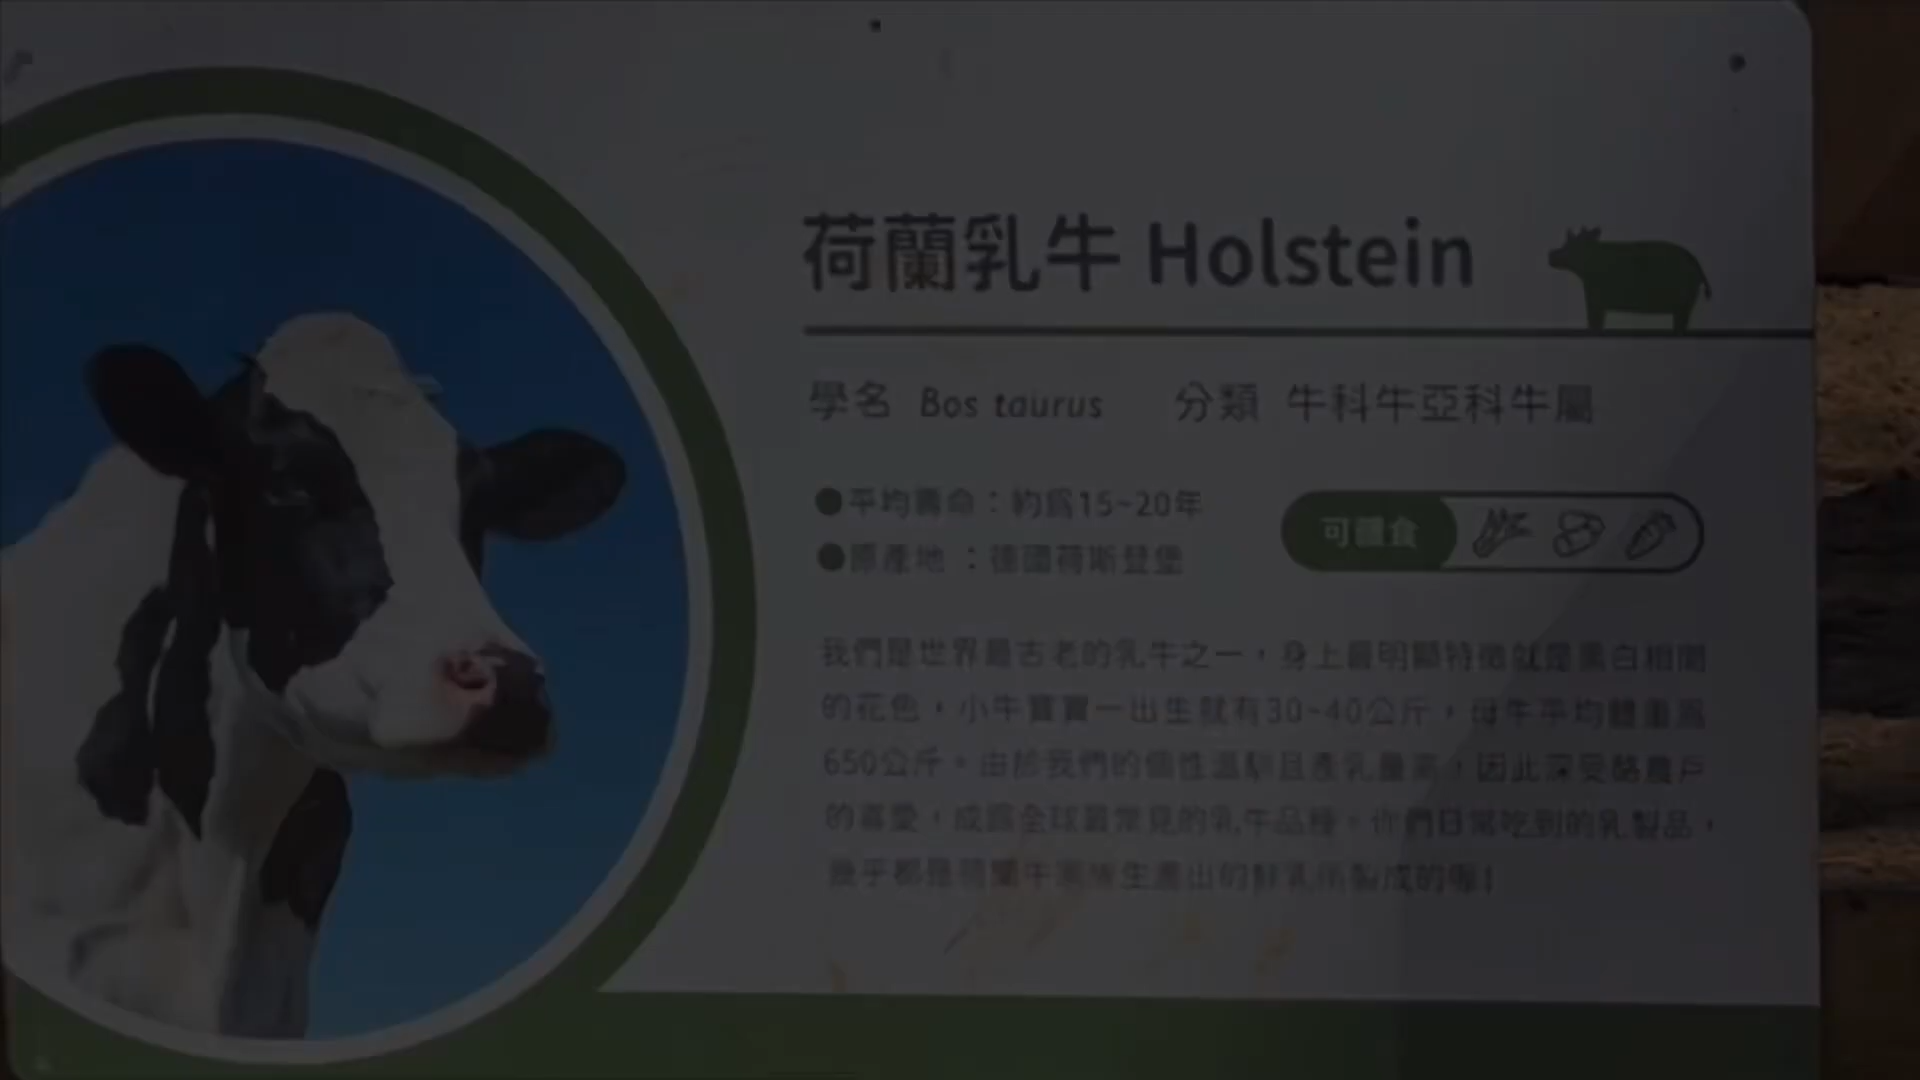 荷蘭乳牛 Holstein
學名 Bos taurus 分類 牛科牛亞科牛屬
●平均壽命：約為15~20年
●原產地 ：德國荷斯登堡
可餵食
我們是世界最古老的乳牛之一，身上最明顯特徵就是黑白相間
的花色，小牛寶寶一出生就有30~40公斤，母牛平均體重為
650公斤。由於我們的個性溫馴且產乳量高，因此深受酪農戶
的喜愛，成為全球最常見的乳牛品種。你們日常吃到的乳製品，
幾乎都是荷蘭牛家族生產出的鮮乳所製成的喔!